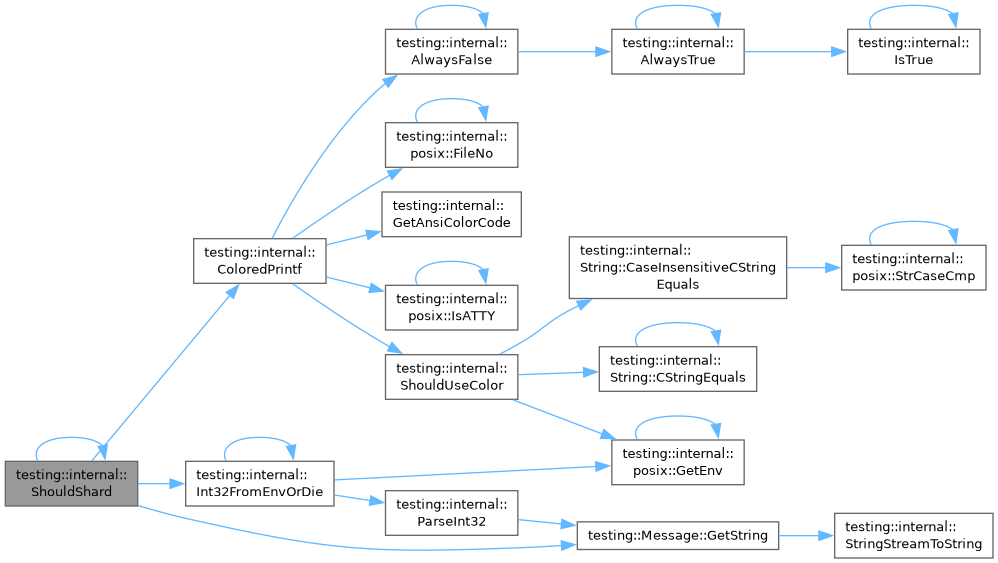 testing::internal::
AlwaysFalse
testing::internal::
AlwaysTrue
testing::internal::
IsTrue
testing::internal::
posix::FileNo
testing::internal::
GetAnsiColorCode
testing::internal::
ColoredPrintf
testing::internal::
String::CaseInsensitiveCString
Equals
testing::internal::
posix::StrCaseCmp
testing::internal::
posix::IsATTY
testing::internal::
ShouldUseColor
testing::internal::
String::CStringEquals
testing::internal::
posix::GetEnv
testing::internal::
ShouldShard
testing::internal::
Int32FromEnvOrDie
testing::internal::
ParseInt32
testing::Message::GetString
testing::internal::
StringStreamToString